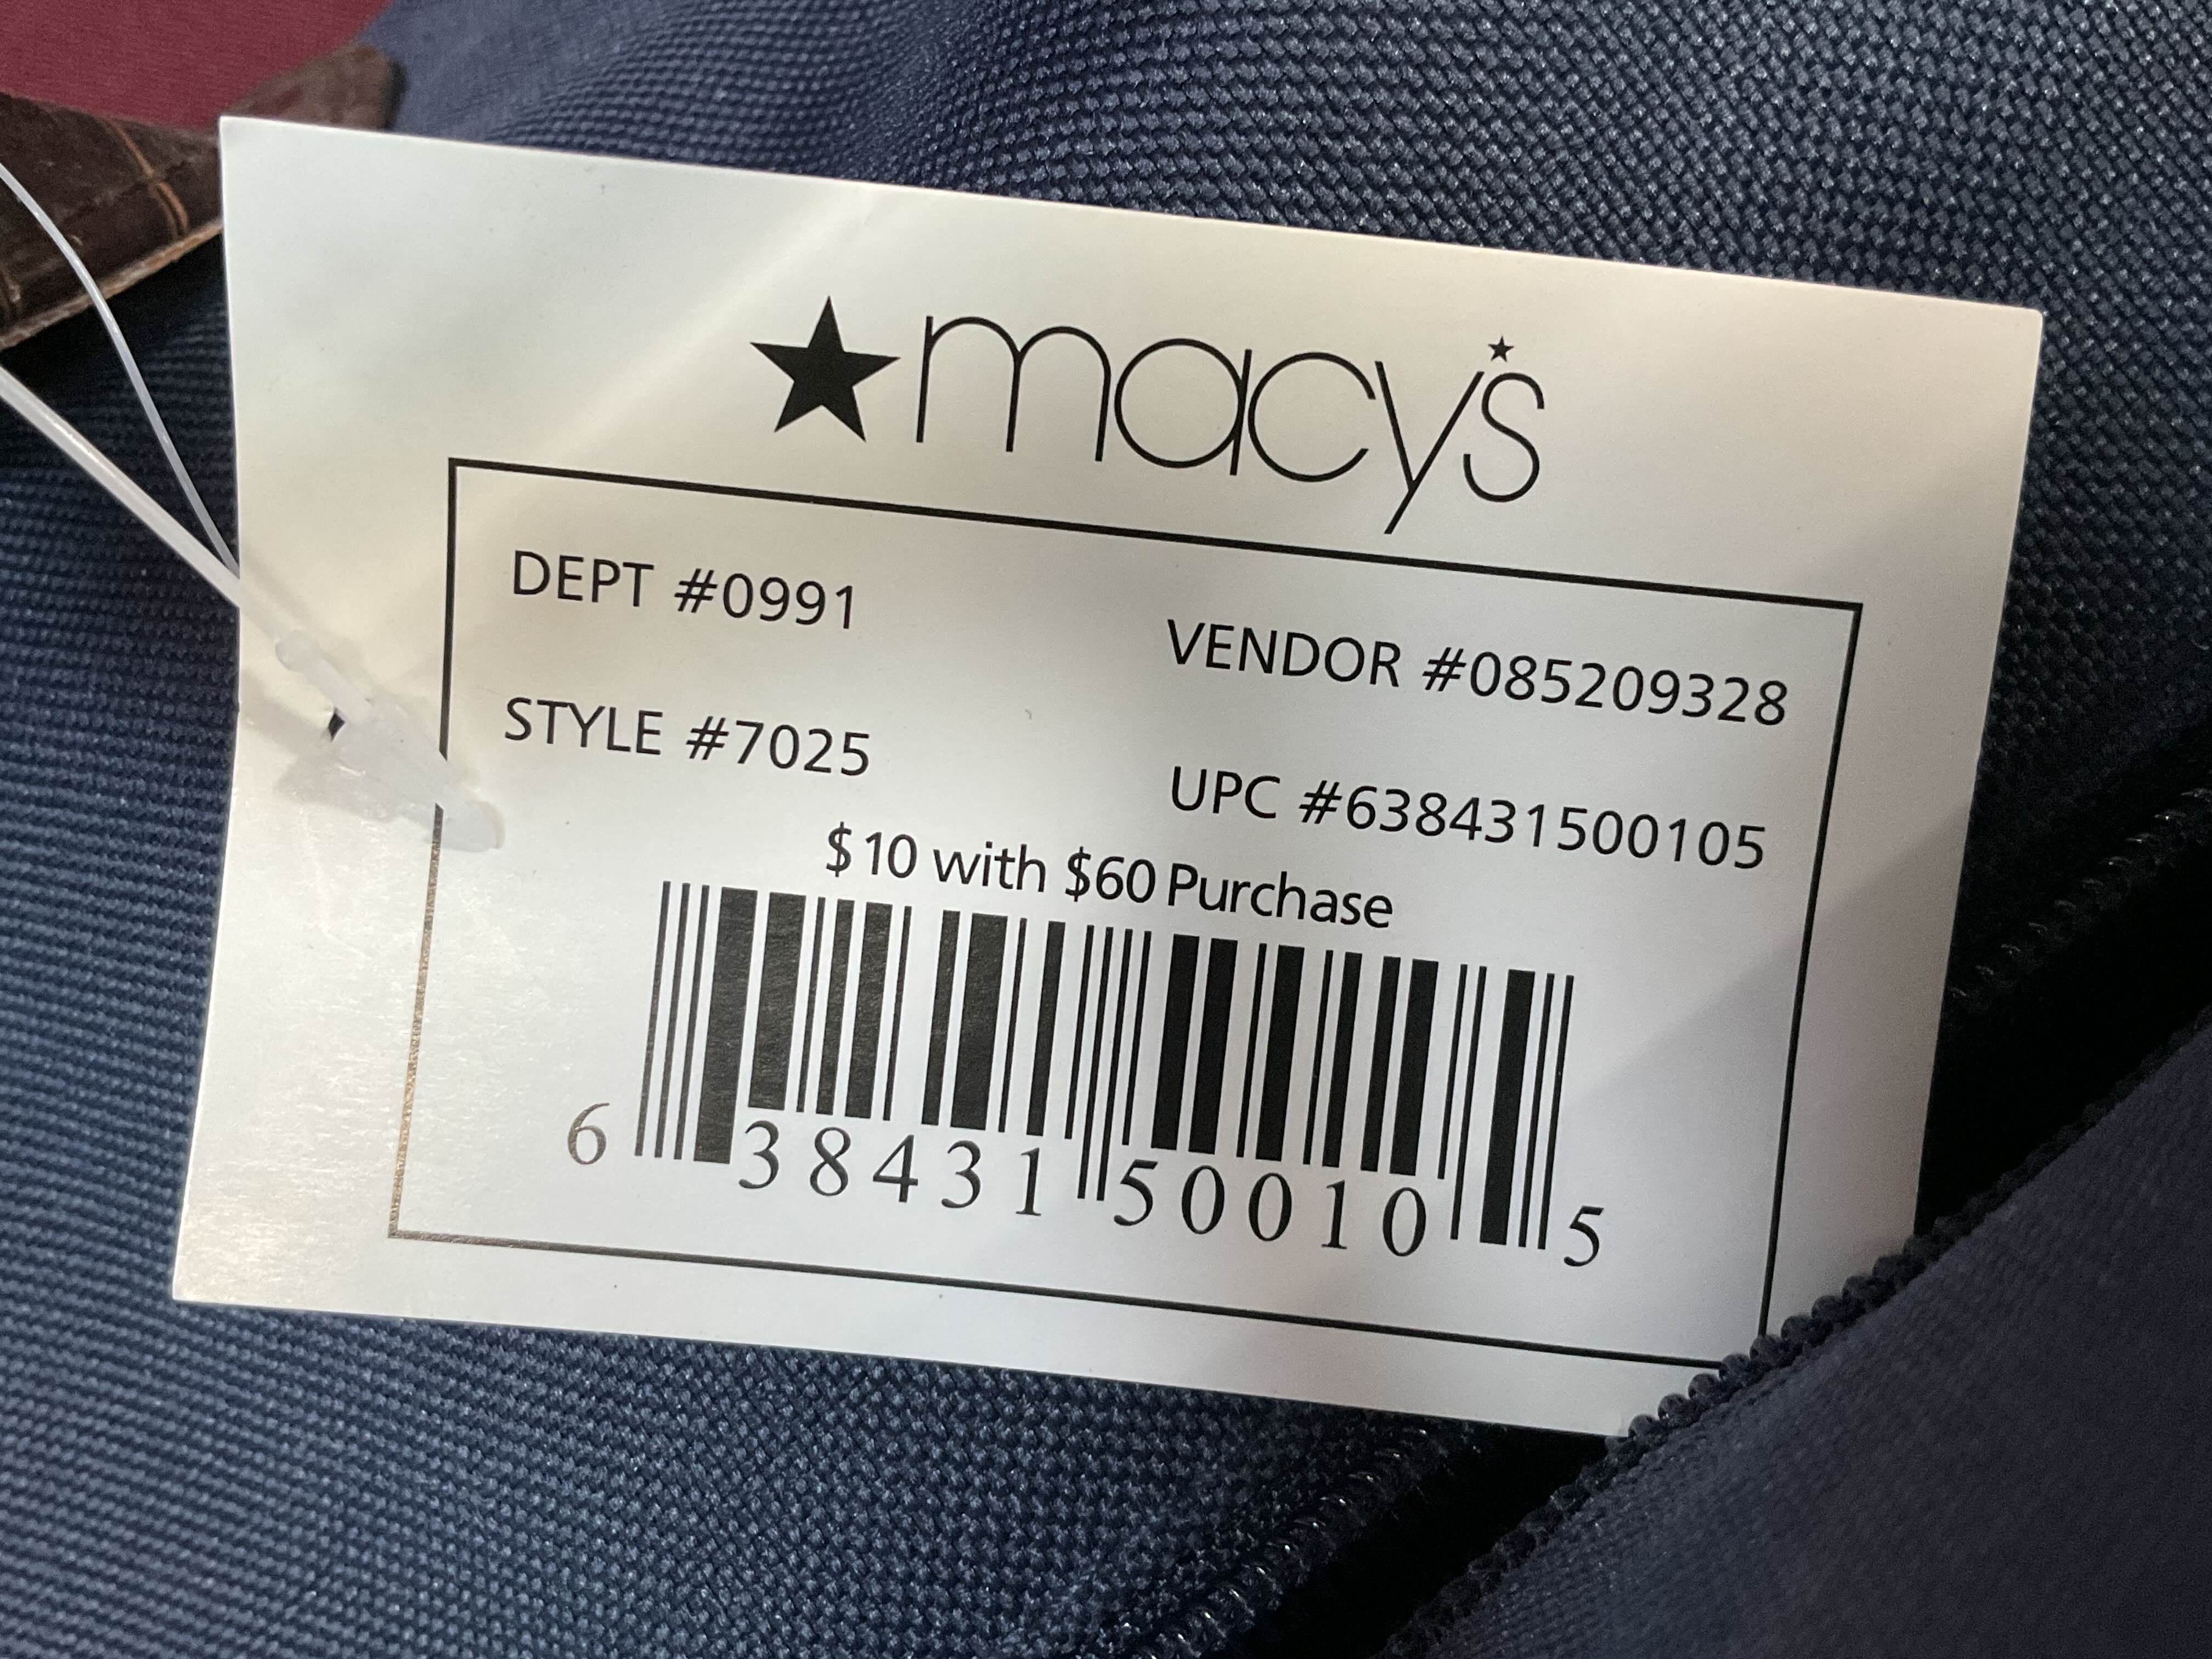 macy's
DEPT #0991 VENDOR #085209328
STYLE #7025 UPC #638431500105
$10 with $60 Purchase
6 38431 50010 5